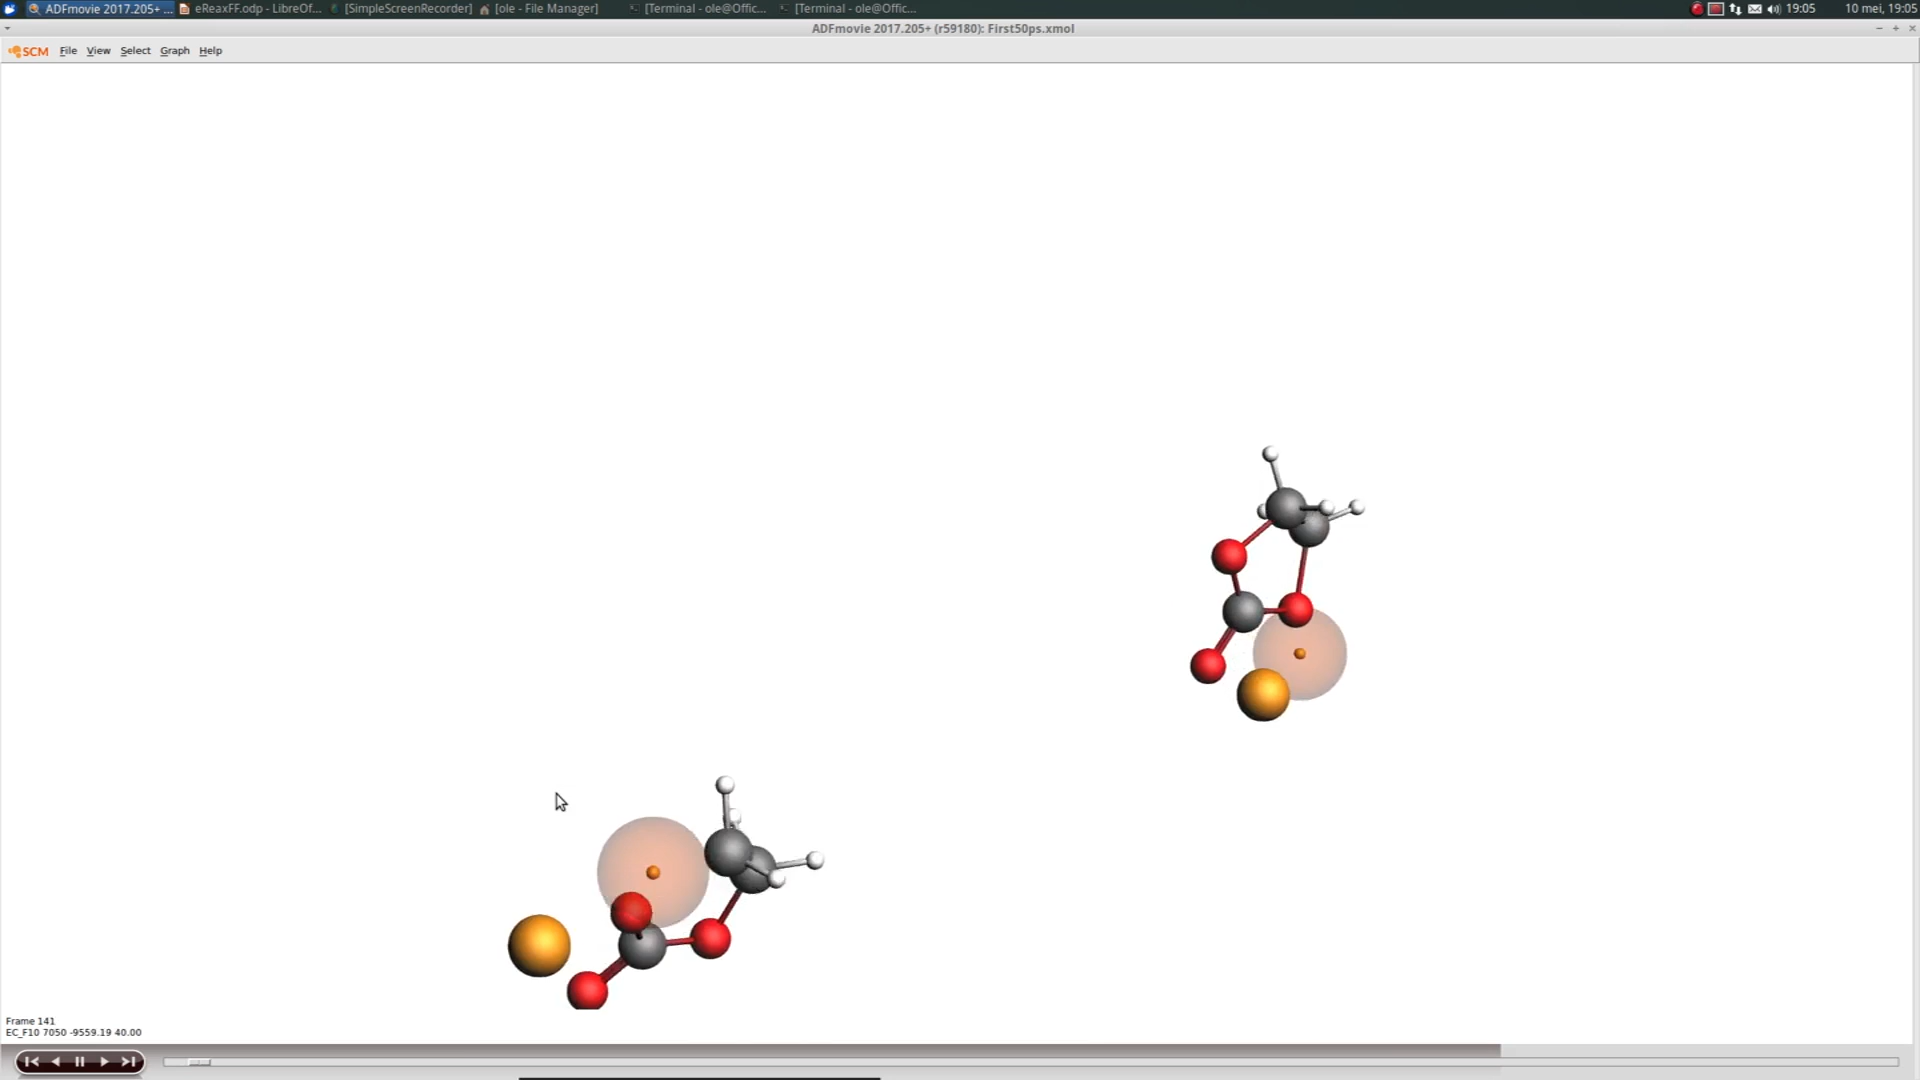 ADFmovie 2017.205+ ... eReaxFF.odp - LibreOf... [SimpleScreenRecorder] [ole - File Manager] [Terminal - ole@Offic... [Terminal - ole@Offic... 19:05 10 mei, 19:05
ADFmovie 2017.205+ (r59180): First50ps.xmol
SCM File View Select Graph Help
Frame 141
EC_F10 7050 -9559.19 40.00